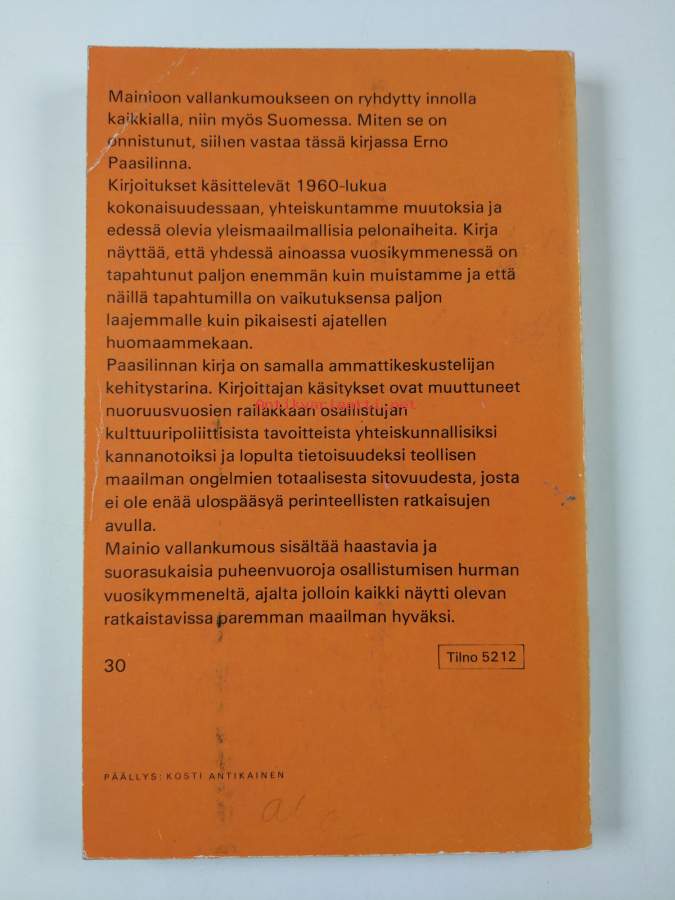 Mainioon vallankumoukseen on ryhdytty innolla
kaikkialla, niin myös Suomessa. Miten se on
onnistunut, siihen vastaa tässä kirjassa Erno
Paasilinna.
Kirjoitukset käsittelevät 1960-lukua
kokonaisuudessaan, yhteiskuntamme muutoksia ja
edessä olevia yleismaailmallisia pelonaiheita. Kirja
näyttää, että yhdessä ainoassa vuosikymmenessä on
tapahtunut paljon enemmän kuin muistamme ja että
näillä tapahtumilla on vaikutuksensa paljon
laajemmalle kuin pikaisesti ajatellen
huomaammekaan.
Paasilinnan kirja on samalla ammattikeskustelijan
kehitystarina. Kirjoittajan käsitykset ovat muuttuneet
nuoruusvuosien railakkaan osallistujan
Antikvariaatti.net
kulttuuripoliittisista tavoitteista yhteiskunnallisiksi
kannanotoiksi ja lopulta tietoisuudeksi teollisen
maailman ongelmien totaalisesta sitovuudesta, josta
ei ole enää ulospääsyä perinteellisten ratkaisujen
avulla.
Mainio vallankumous sisältää haastavia ja
suorasukaisia puheenvuoroja osallistumisen hurman
vuosikymmeneltä, ajalta jolloin kaikki näytti olevan
ratkaistavissa paremman maailman hyväksi.
30
Tilno 5212
PÄÄLLYS: KOSTI ANTIKAINEN